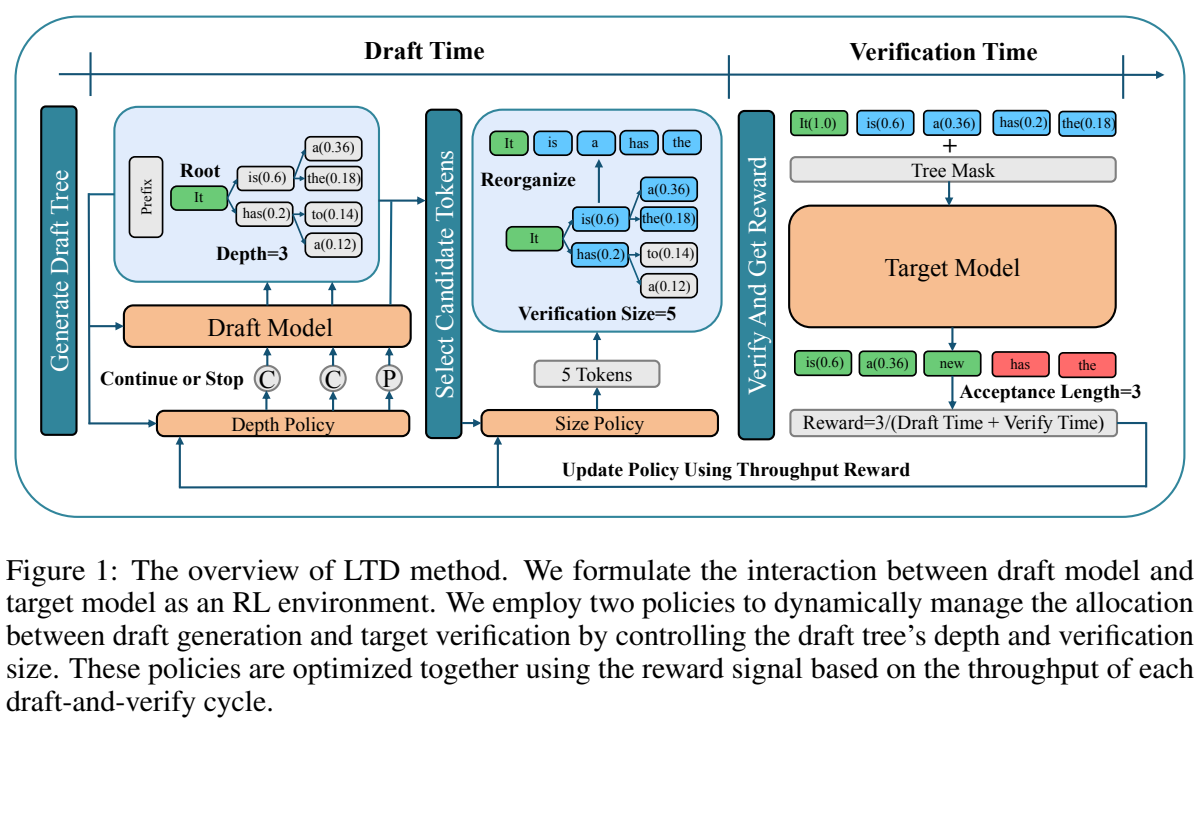 Draft Time
Verification Time
Generate Draft Tree
Prefix
Root
It
is(0.6)
has(0.2)
a(0.36)
the(0.18)
to(0.14)
a(0.12)
Depth=3
Draft Model
Continue or Stop
C
C
P
Depth Policy
Select Candidate Tokens
It is a has the
Reorganize
It
is(0.6)
has(0.2)
a(0.36)
the(0.18)
to(0.14)
a(0.12)
Verification Size=5
5 Tokens
Size Policy
Verify And Get Reward
It(1.0) is(0.6) a(0.36) has(0.2) the(0.18)
+
Tree Mask
Target Model
is(0.6) a(0.36) new has the
Acceptance Length=3
Reward=3/(Draft Time + Verify Time)
Update Policy Using Throughput Reward
Figure 1: The overview of LTD method. We formulate the interaction between draft model and
target model as an RL environment. We employ two policies to dynamically manage the allocation
between draft generation and target verification by controlling the draft tree's depth and verification
size. These policies are optimized together using the reward signal based on the throughput of each
draft-and-verify cycle.